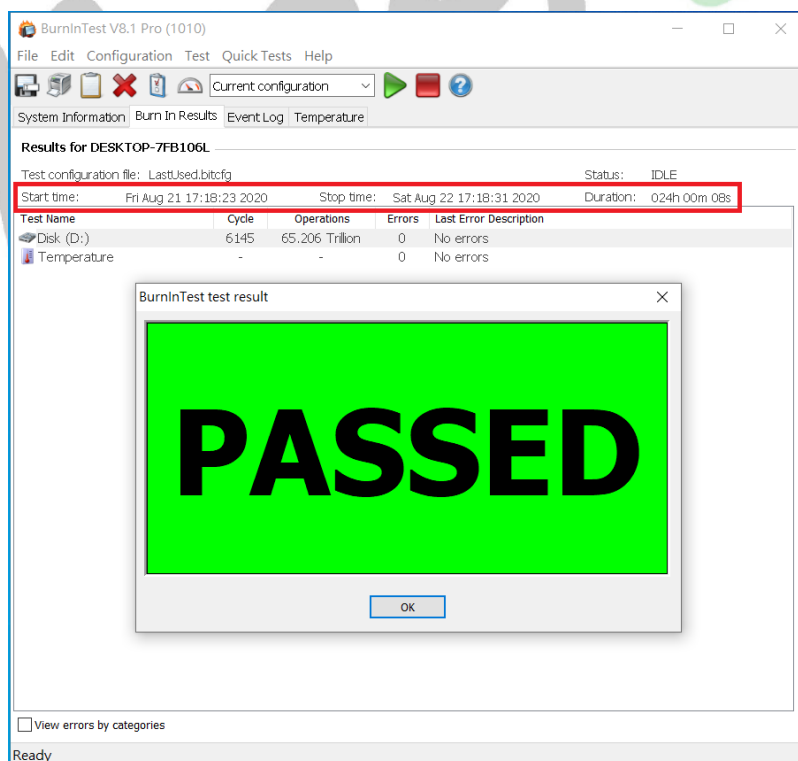 BurnInTest V8.1 Pro (1010)
File Edit Configuration Test Quick Tests Help
Current configuration
System Information Burn In Results Event Log Temperature
Results for DESKTOP-7FB106L
Test configuration file: LastUsed.bitcfg Status: IDLE
Start time: Fri Aug 21 17:18:23 2020 Stop time: Sat Aug 22 17:18:31 2020 Duration: 024h 00m 08s
Test Name Cycle Operations Errors Last Error Description
Disk (D:) 6145 65.206 Trillion 0 No errors
Temperature - - 0 No errors
BurnInTest test result
PASSED
OK
View errors by categories
Ready